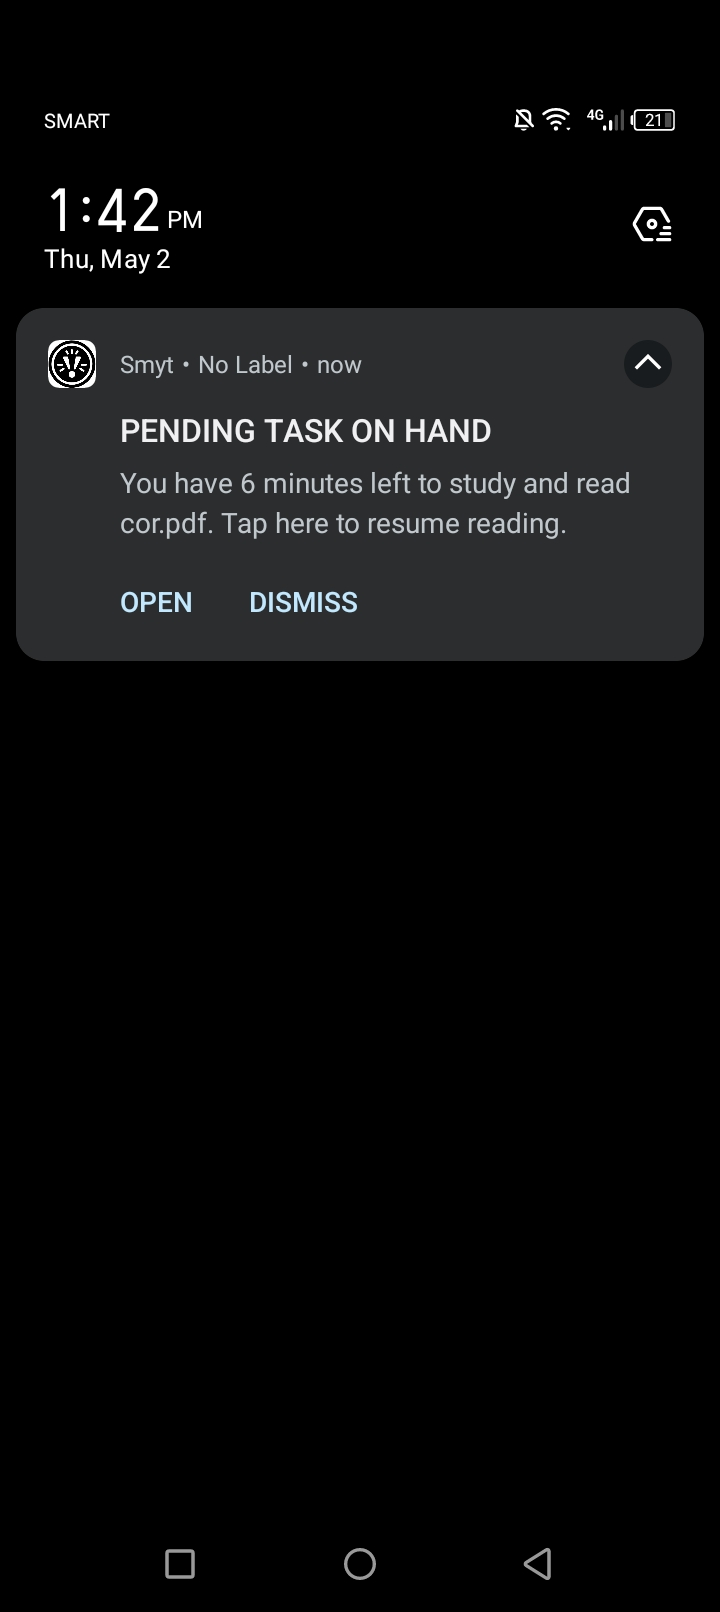 SMART
4G
21
1:42 PM
Thu, May 2
Smyt • No Label • now
PENDING TASK ON HAND
You have 6 minutes left to study and read
cor.pdf. Tap here to resume reading.
OPEN DISMISS